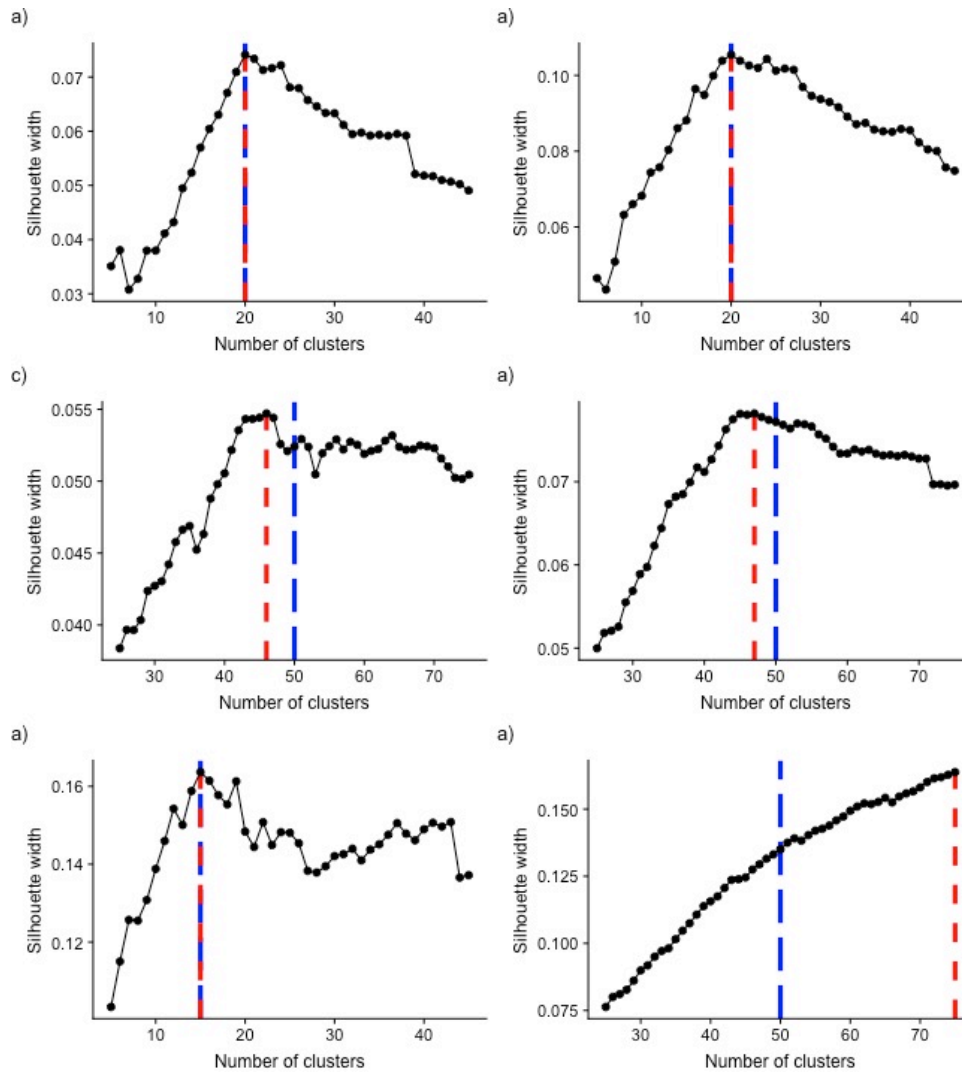 a)
a)
0.07
0.06
0.05
0.04
0.03
Silhouette width
10 20 30 40
Number of clusters
0.10
0.08
0.06
Silhouette width
10 20 30 40
Number of clusters
c)
a)
0.055
0.050
0.045
0.040
Silhouette width
30 40 50 60 70
Number of clusters
0.07
0.06
0.05
Silhouette width
30 40 50 60 70
Number of clusters
a)
a)
0.16
0.14
0.12
Silhouette width
10 20 30 40
Number of clusters
0.150
0.125
0.100
0.075
Silhouette width
30 40 50 60 70
Number of clusters